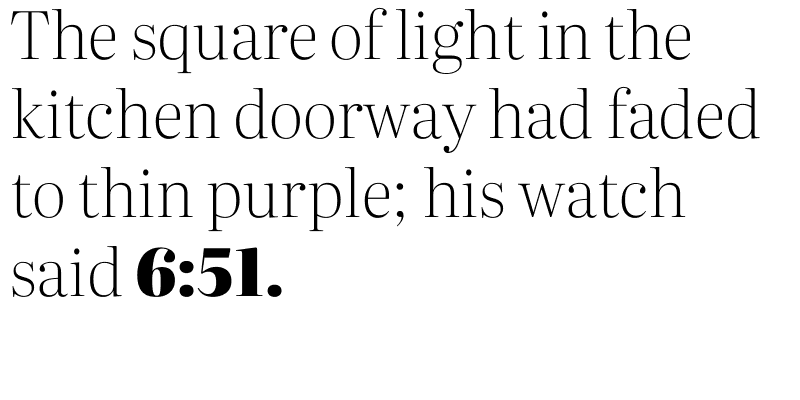 The square of light in the
kitchen doorway had faded
to thin purple; his watch
said 6:51.